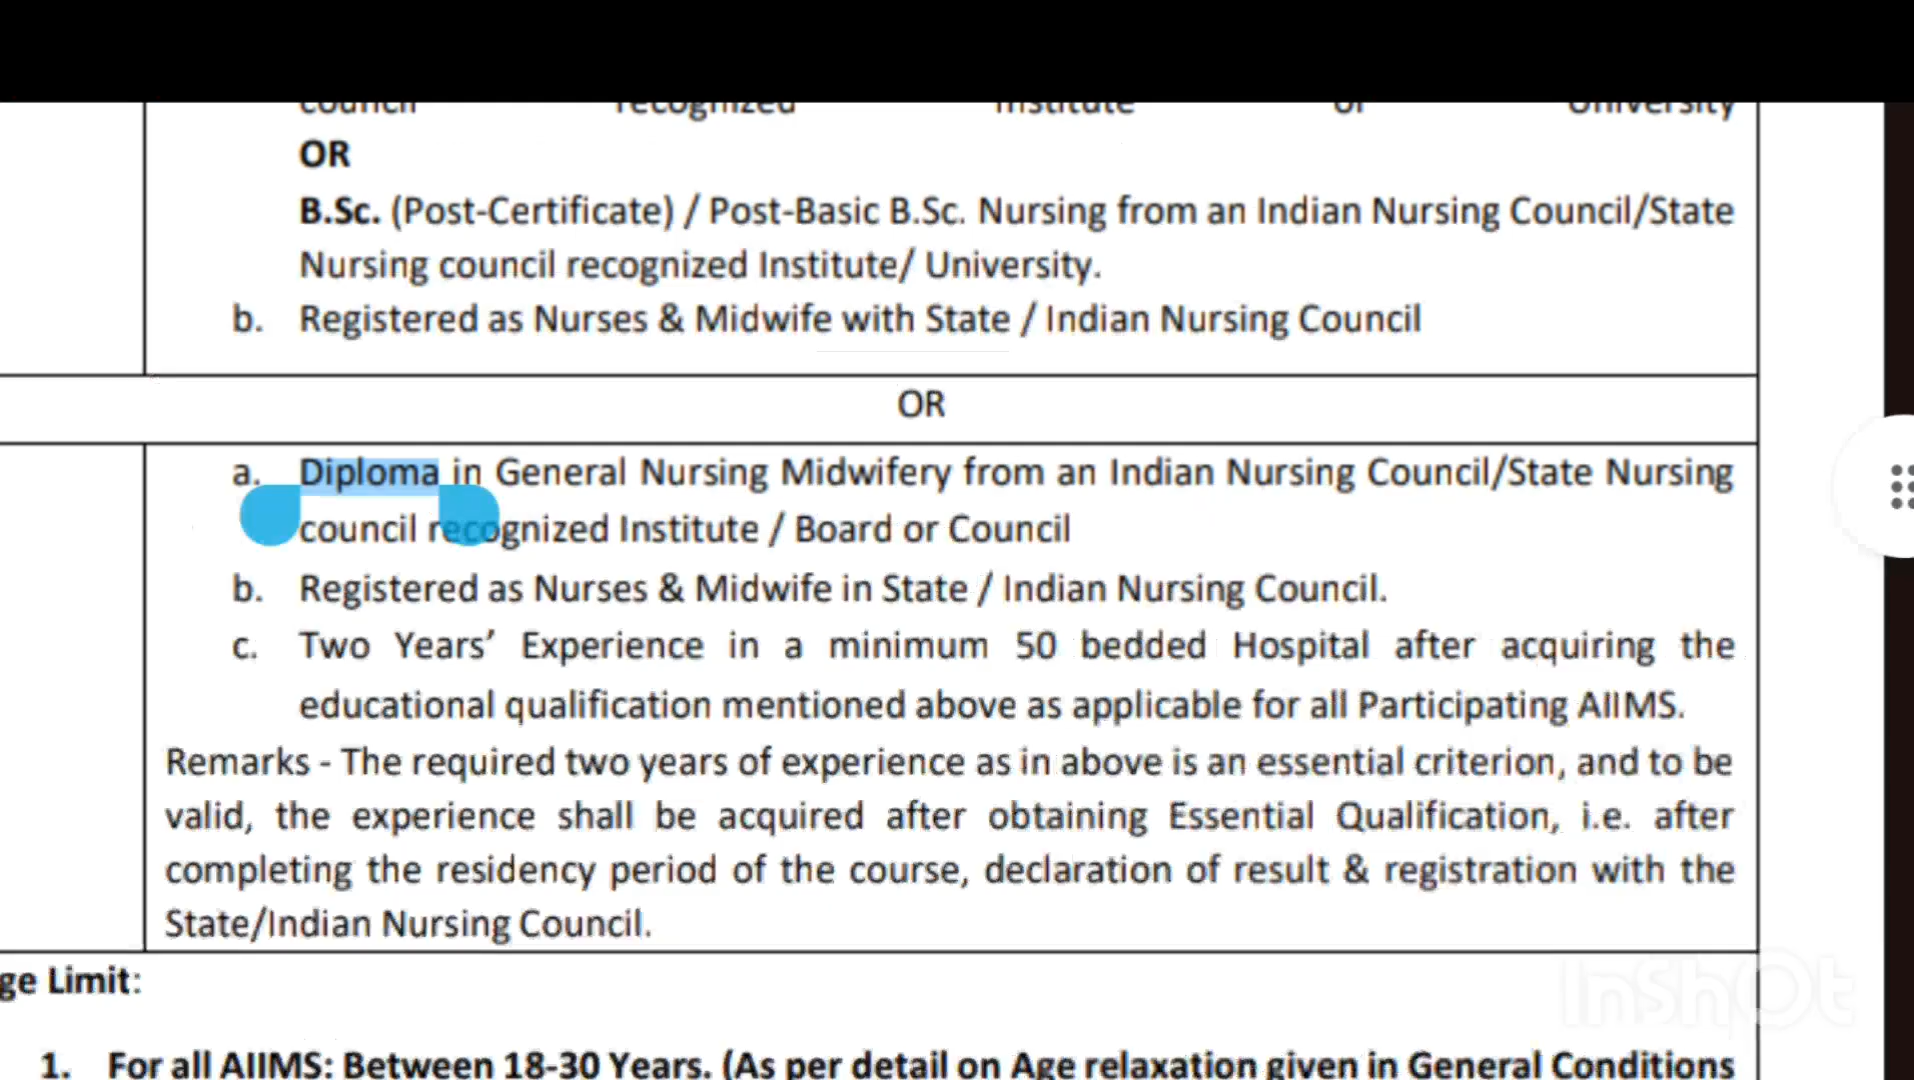 council recognized Institute or University
OR
B.Sc. (Post-Certificate) / Post-Basic B.Sc. Nursing from an Indian Nursing Council/State
Nursing council recognized Institute/ University.
b. Registered as Nurses & Midwife with State / Indian Nursing Council
OR
a. Diploma in General Nursing Midwifery from an Indian Nursing Council/State Nursing
council recognized Institute / Board or Council
b. Registered as Nurses & Midwife in State / Indian Nursing Council.
c. Two Years’ Experience in a minimum 50 bedded Hospital after acquiring the
educational qualification mentioned above as applicable for all Participating AIIMS.
Remarks - The required two years of experience as in above is an essential criterion, and to be
valid, the experience shall be acquired after obtaining Essential Qualification, i.e. after
completing the residency period of the course, declaration of result & registration with the
State/Indian Nursing Council.
ge Limit:
1. For all AIIMS: Between 18-30 Years. (As per detail on Age relaxation given in General Conditions
InShOt